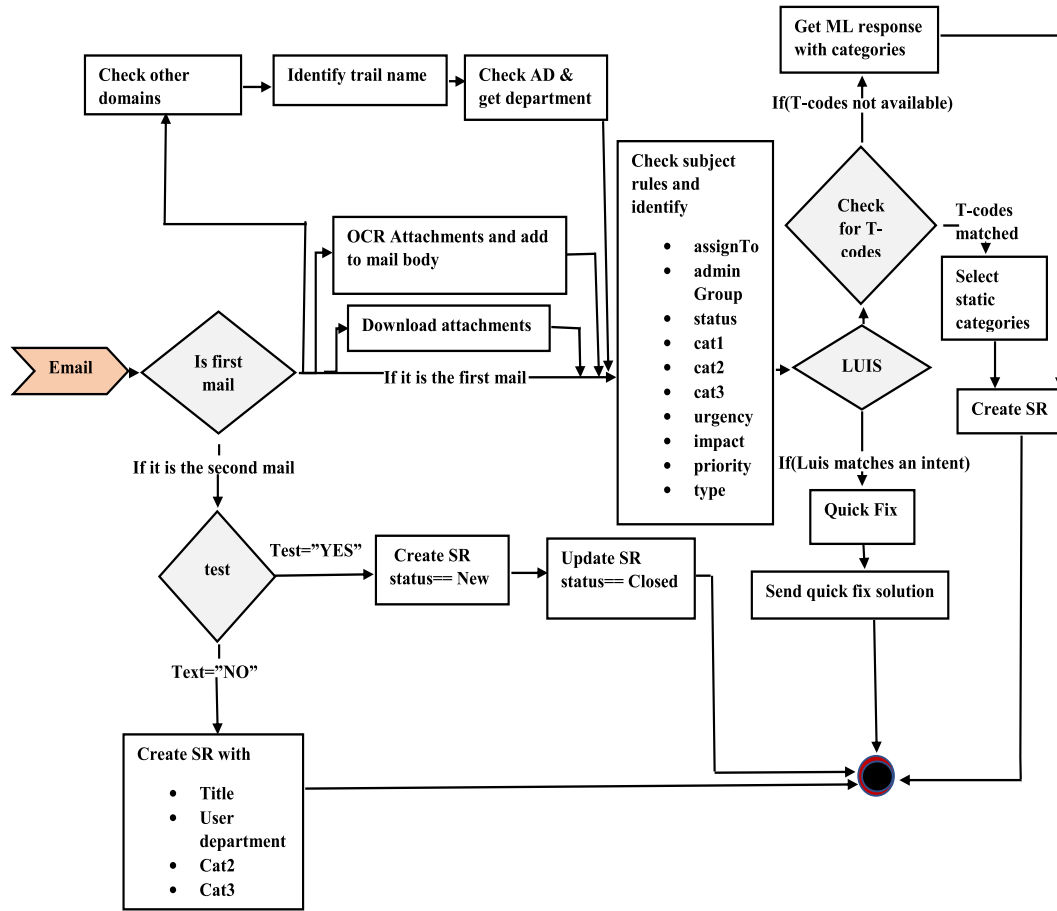 Get ML response
with categories
Check other
domains
Identify trail name
Check AD &
get department
If(T-codes not available)
Check subject
rules and
identify
• assignTo
• admin
Group
• status
• cat1
• cat2
• cat3
• urgency
• impact
• priority
• type
Check
for T-
codes
T-codes
matched
OCR Attachments and add
to mail body
Select
static
categories
Download attachments
Email
Is first
mail
If it is the first mail
LUIS
Create SR
If it is the second mail
If(Luis matches an intent)
Quick Fix
test
Test=”YES”
Create SR
status== New
Update SR
status== Closed
Send quick fix solution
Text=”NO”
Create SR with
• Title
• User
department
• Cat2
• Cat3